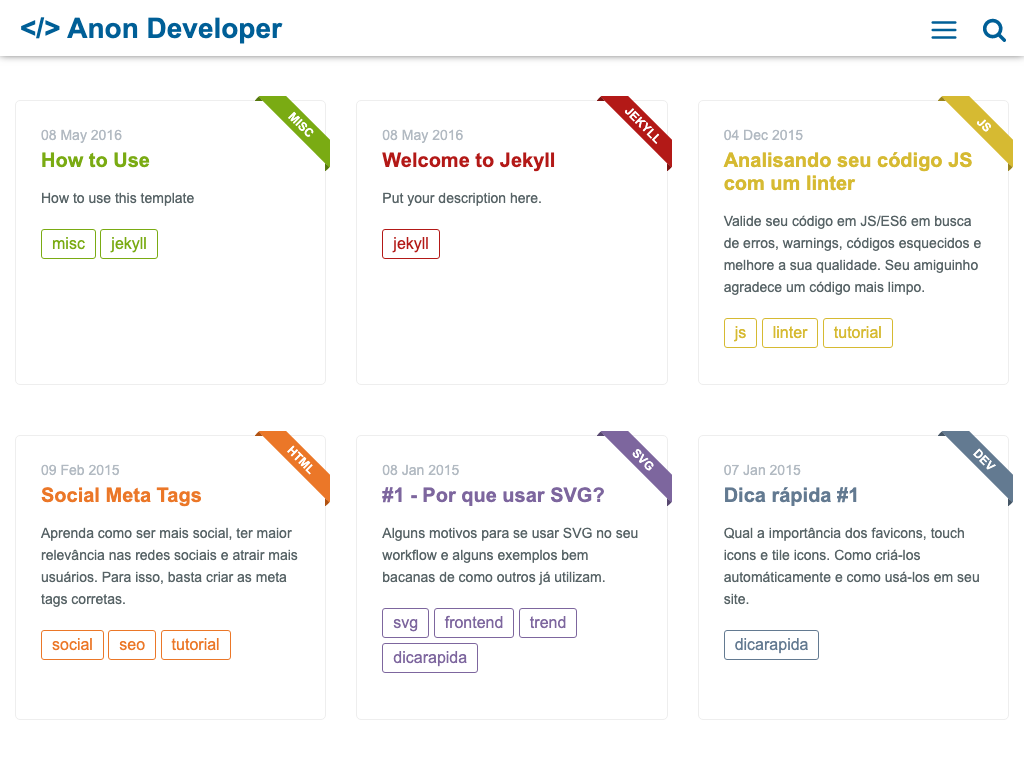 </> Anon Developer
MISC
08 May 2016
How to Use
How to use this template
misc
jekyll
JEKYLL
08 May 2016
Welcome to Jekyll
Put your description here.
jekyll
JS
04 Dec 2015
Analisando seu código JS
com um linter
Valide seu código em JS/ES6 em busca
de erros, warnings, códigos esquecidos e
melhore a sua qualidade. Seu amiguinho
agradece um código mais limpo.
js
linter
tutorial
HTML
09 Feb 2015
Social Meta Tags
Aprenda como ser mais social, ter maior
relevância nas redes sociais e atrair mais
usuários. Para isso, basta criar as meta
tags corretas.
social
seo
tutorial
SVG
08 Jan 2015
#1 - Por que usar SVG?
Alguns motivos para se usar SVG no seu
workflow e alguns exemplos bem
bacanas de como outros já utilizam.
svg
frontend
trend
dicarapida
DEV
07 Jan 2015
Dica rápida #1
Qual a importância dos favicons, touch
icons e tile icons. Como criá-los
automáticamente e como usá-los em seu
site.
dicarapida